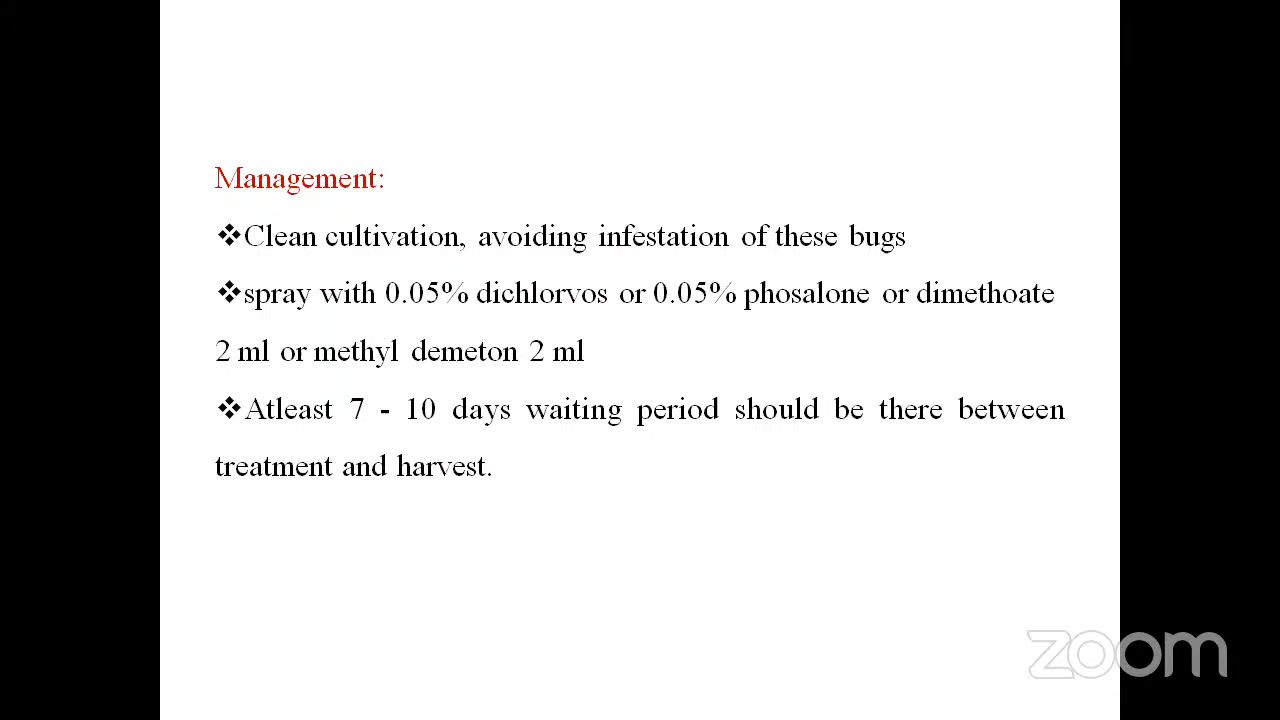 Management:
❖Clean cultivation, avoiding infestation of these bugs
❖spray with 0.05% dichlorvos or 0.05% phosalone or dimethoate
2 ml or methyl demeton 2 ml
❖Atleast 7 - 10 days waiting period should be there between
treatment and harvest.
zoom